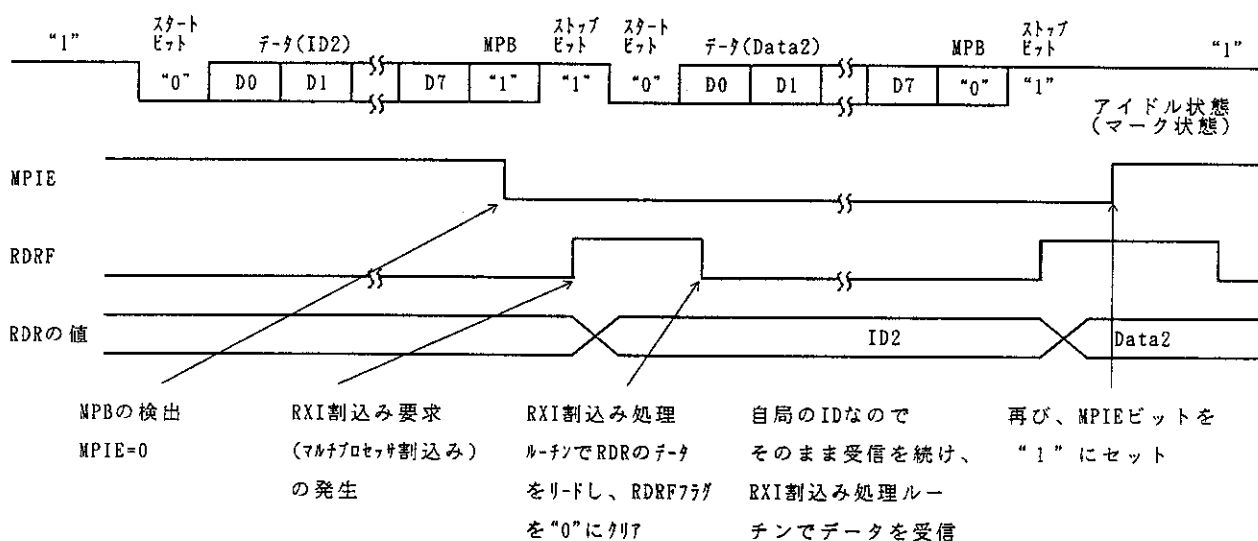 スタート
ビット
ストップ
ビット
スタート
ビット
ストップ
ビット
“1” データ(ID2) MPB データ(Data2) MPB “1”
“0” D0 D1 D7 “1” “1” “0” D0 D1 D7 “0” “1”
アイドル状態
(マーク状態)
MPIE
RDRF
RDRの値 ID2 Data2
MPBの検出
MPIE=0
RXI割込み要求
(マルチプロセッサ割込み)
の発生
RXI割込み処理
ルーチンでRDRのデータ
をリードし、RDRFフラグ
を“0”にクリア
自局のIDなので
そのまま受信を続け、
RXI割込み処理ルー
チンでデータを受信
再び、MPIEビットを
“1”にセット